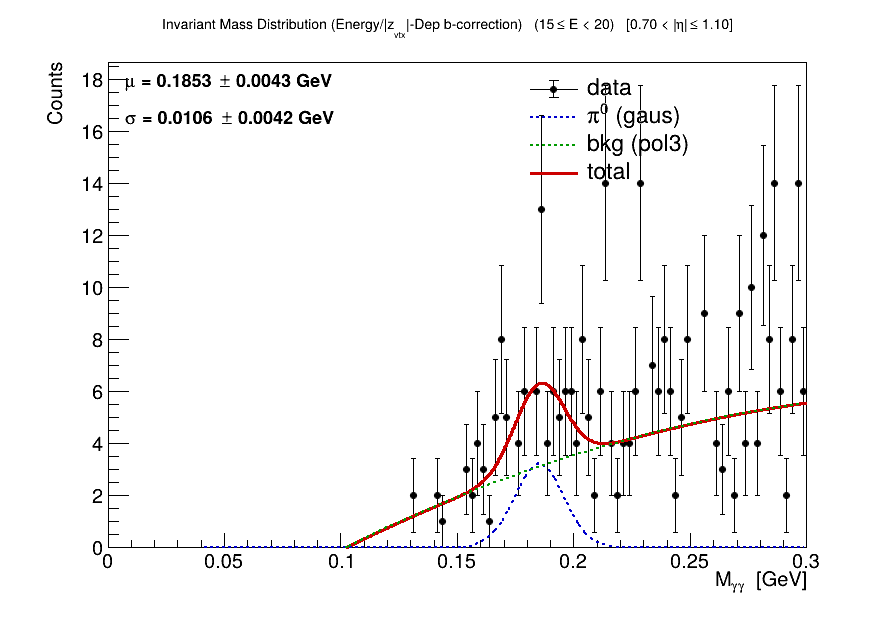 Invariant Mass Distribution (Energy/|z_vtx|-Dep b-correction) (15 ≤ E < 20) [0.70 < |η| ≤ 1.10]
Counts
μ = 0.1853 ± 0.0043 GeV
σ = 0.0106 ± 0.0042 GeV
data
π⁰ (gaus)
bkg (pol3)
total
18
16
14
12
10
8
6
4
2
0
0 0.05 0.1 0.15 0.2 0.25 0.3
M_γγ [GeV]